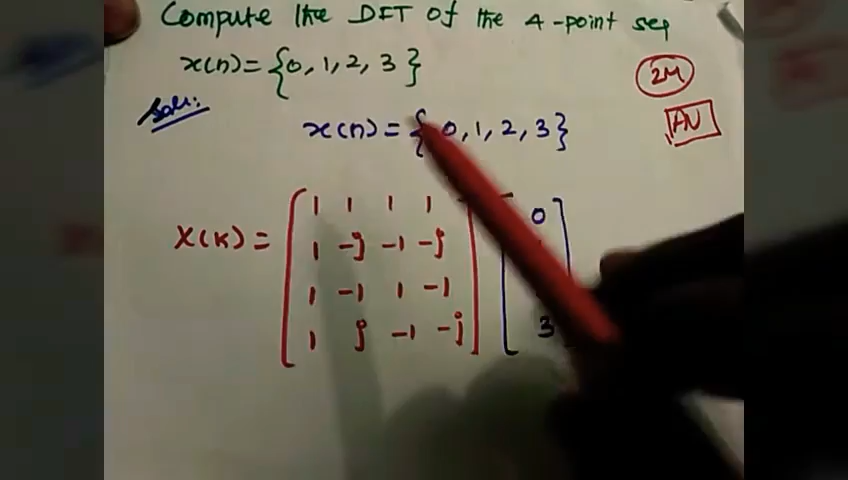 Compute the DFT of the 4-point seq
x(n) = {0, 1, 2, 3}
2M
Soln:
x(n) = {0, 1, 2, 3}
AN
X(K) = [1 1 1 1] [0
1 -j -1 -j
1 -1 1 -1
1 j -1 -j 3]